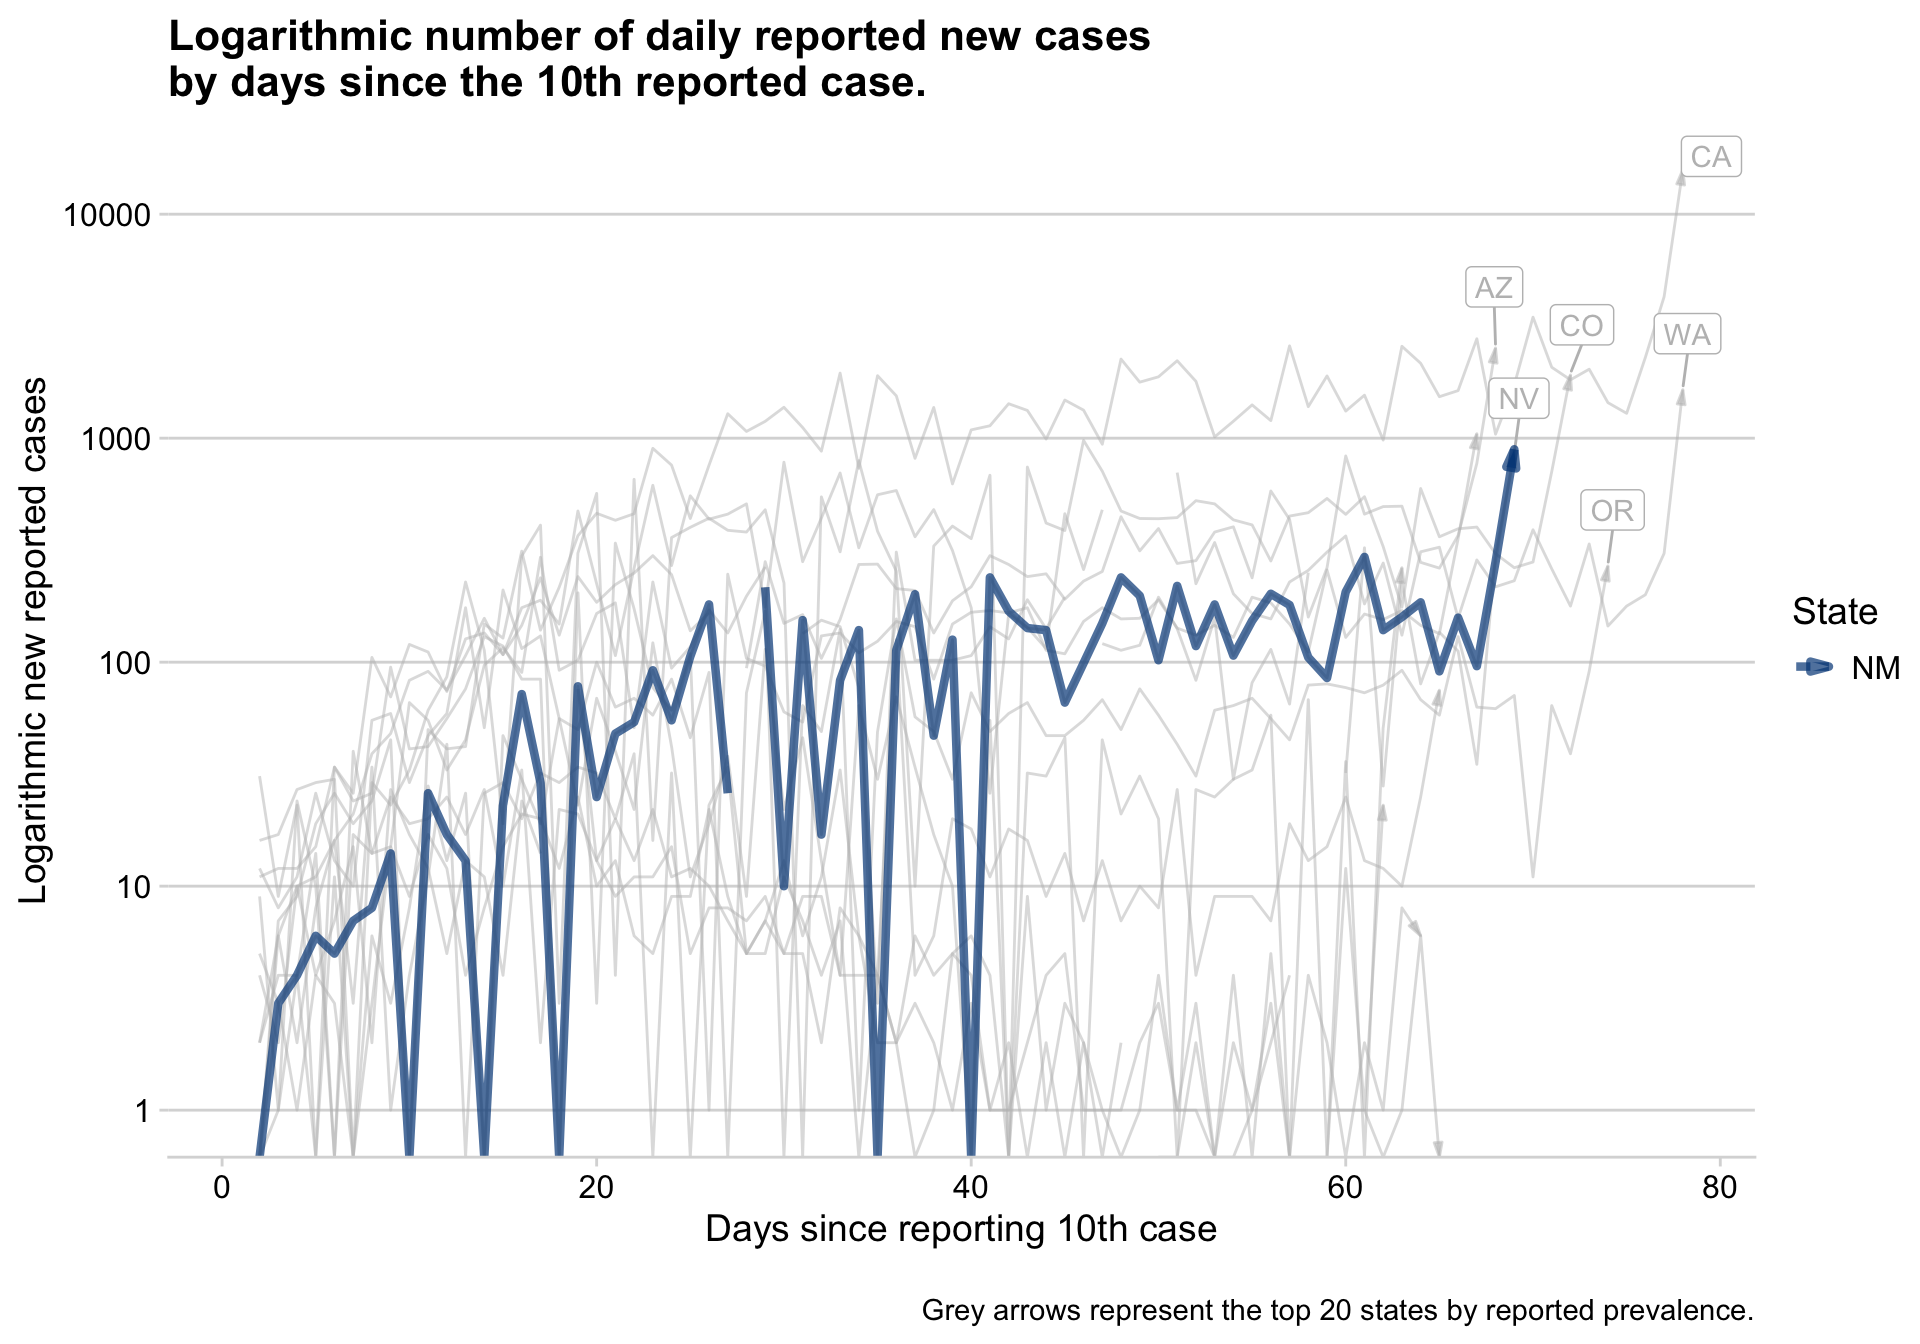 Logarithmic number of daily reported new cases
by days since the 10th reported case.
CA
10000
AZ
CO
WA
NV
1000
OR
State
NM
100
10
1
0 20 40 60 80
Logarithmic new reported cases
Days since reporting 10th case
Grey arrows represent the top 20 states by reported prevalence.